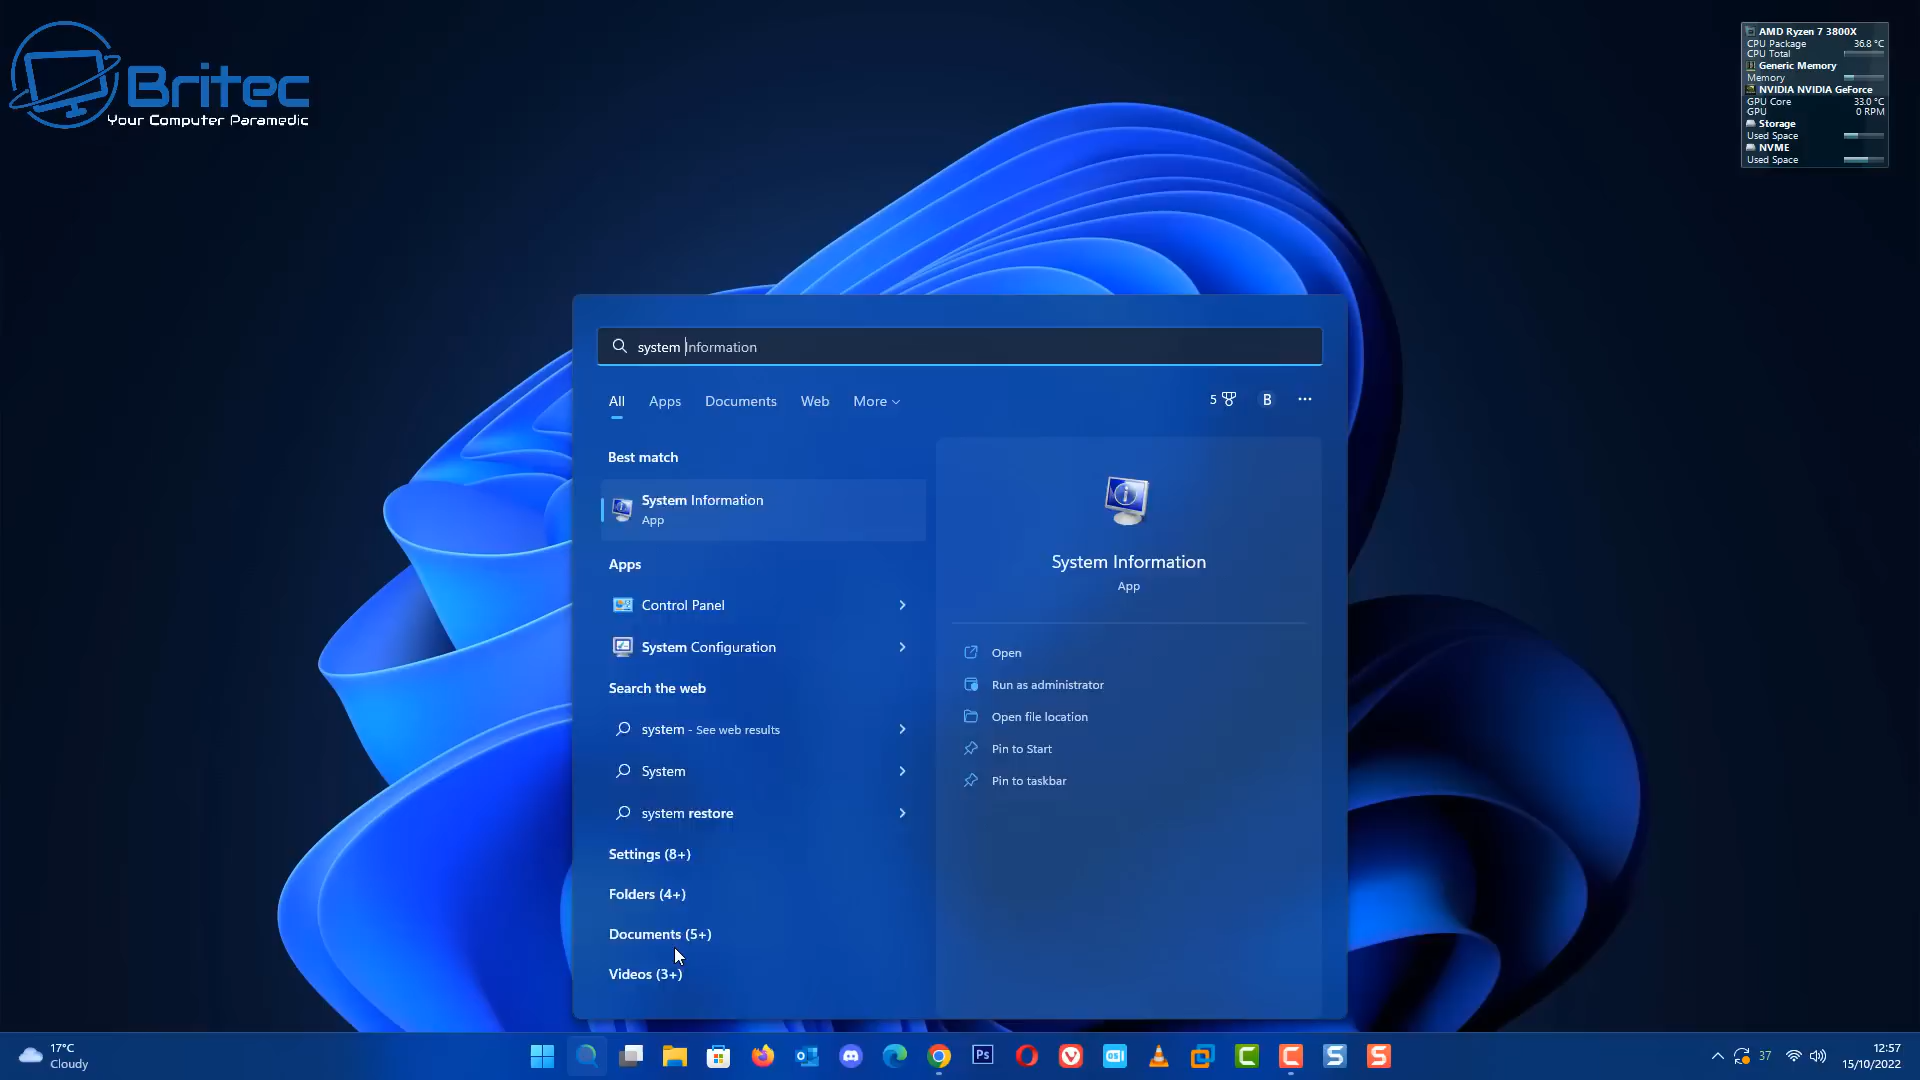 Britec
Your Computer Paramedic
AMD Ryzen 7 3800X
CPU Package 36.8 °C
CPU Total
Generic Memory
Memory
NVIDIA NVIDIA GeForce
GPU Core 33.0 °C
GPU 0 RPM
Storage
Used Space
NVME
Used Space
system Information
All Apps Documents Web More 5 B
Best match
System Information
App
Apps
Control Panel
System Configuration
Search the web
system - See web results
System
system restore
Settings (8+)
Folders (4+)
Documents (5+)
Videos (3+)
System Information
App
Open
Run as administrator
Open file location
Pin to Start
Pin to taskbar
17°C
Cloudy
Ps
37
12:57
15/10/2022